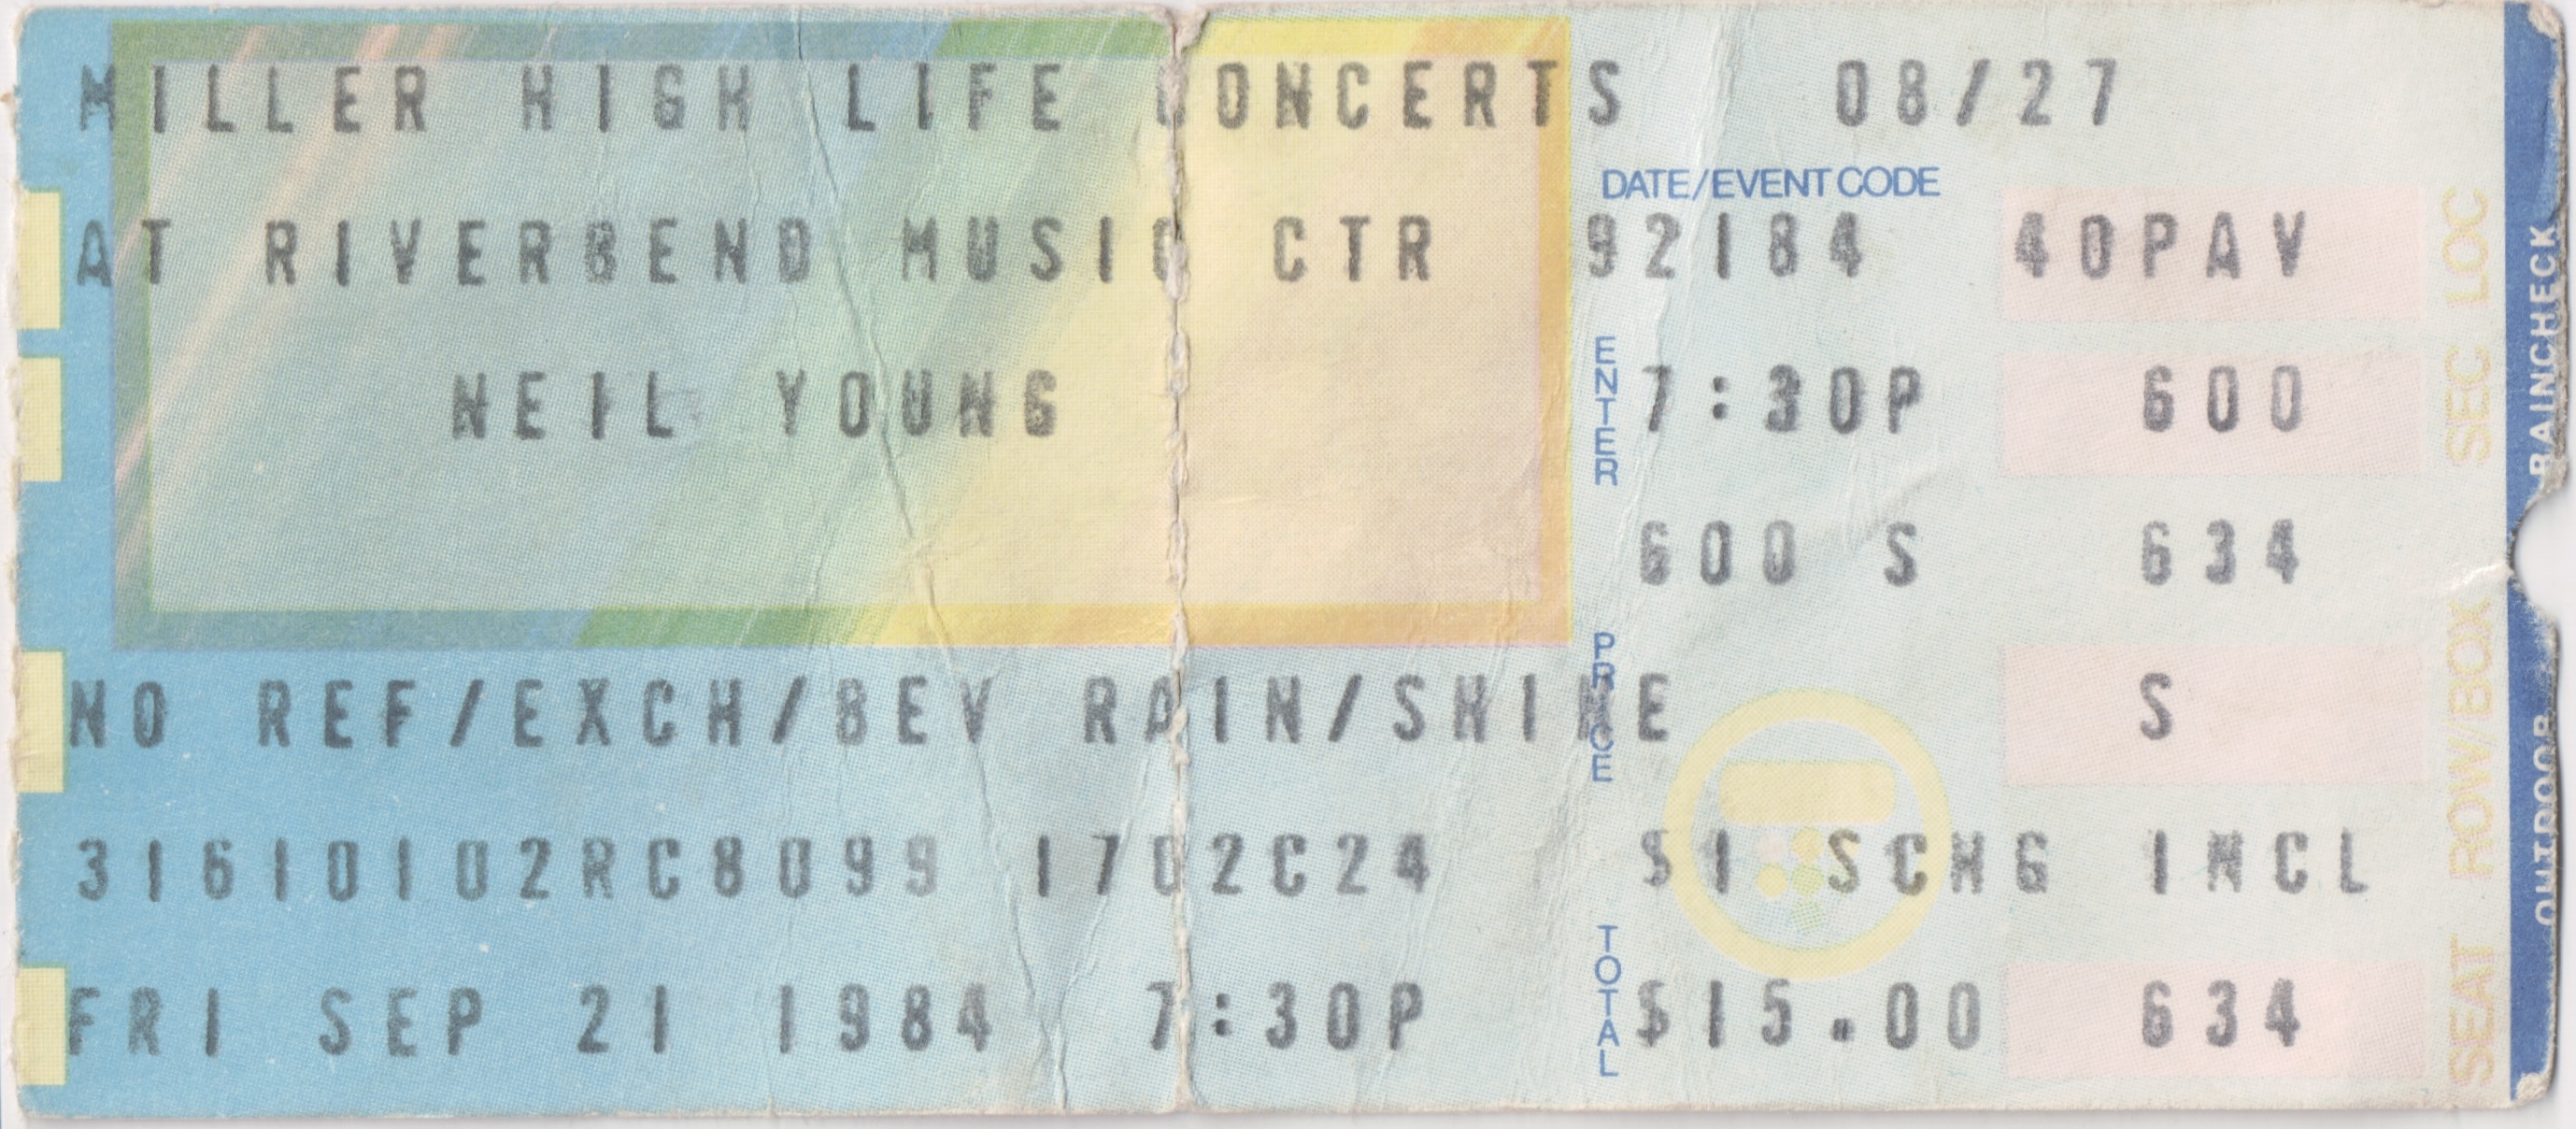 MILLER HIGH LIFE CONCERTS 08/27
DATE/EVENT CODE
AT RIVERBEND MUSIC CTR 92184 40PAV
NEIL YOUNG
ENTER
7:30P 600
600 S 634
PRICE
NO REF/EXCH/BEV RAIN/SHINE S
31610102RC8099 1702C24 $1 SCHG INCL
TOTAL
FRI SEP 21 1984 7:30P $15.00 634
SEC LOC
ROW/BOX
SEAT
RAINCHECK
OUTDOOR